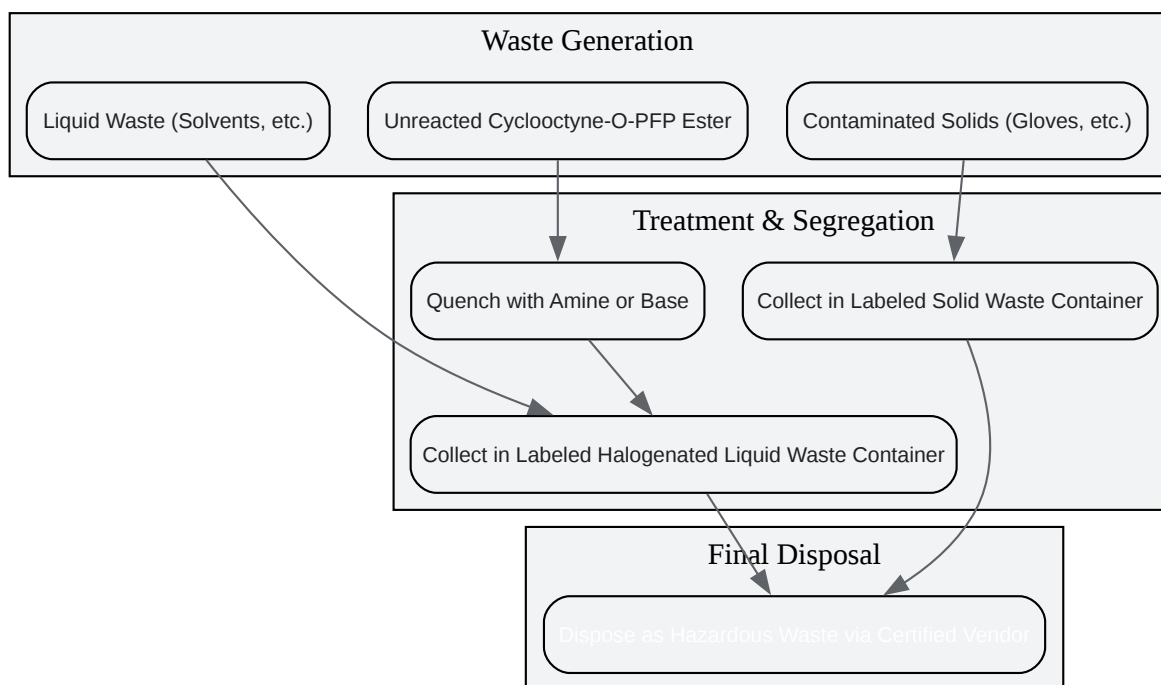 Waste Generation
Liquid Waste (Solvents, etc.)
Unreacted Cyclooctyne-O-PFP Ester
Contaminated Solids (Gloves, etc.)
Treatment & Segregation
Quench with Amine or Base
Collect in Labeled Solid Waste Container
Collect in Labeled Halogenated Liquid Waste Container
Final Disposal
Dispose as Hazardous Waste via Certified Vendor